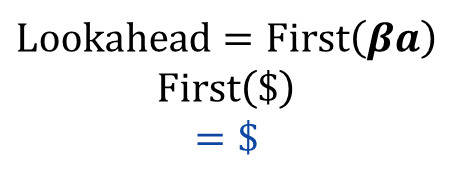 Lookahead = First(βa)
First($)
= $